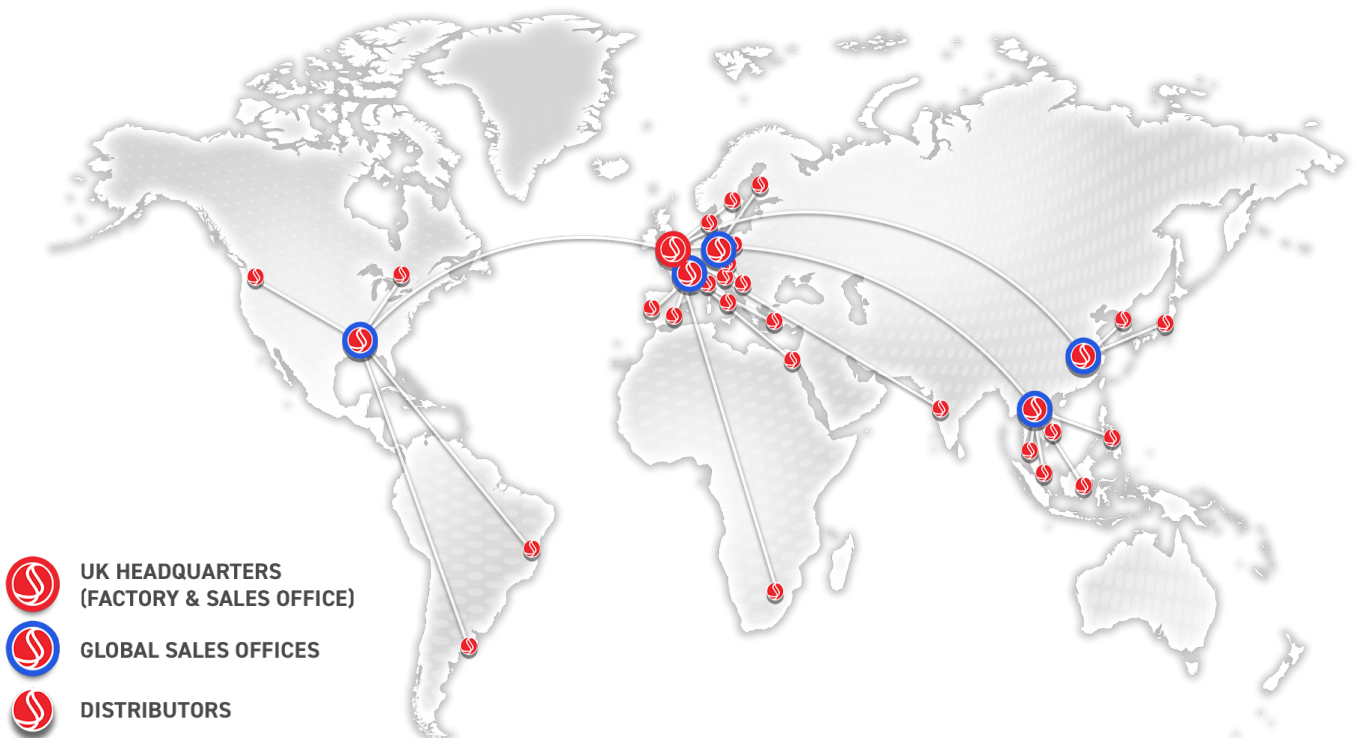 UK HEADQUARTERS
(FACTORY & SALES OFFICE)
GLOBAL SALES OFFICES
DISTRIBUTORS